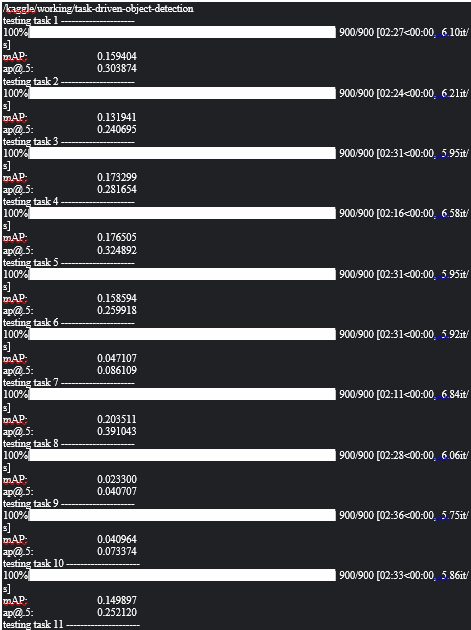 /kaggle/working/task-driven-object-detection
testing task 1 ---------------------
100%| 900/900 [02:27<00:00, 6.10it/
s]
mAP: 0.159404
ap@.5: 0.303874
testing task 2 ---------------------
100%| 900/900 [02:24<00:00, 6.21it/
s]
mAP: 0.131941
ap@.5: 0.240695
testing task 3 ---------------------
100%| 900/900 [02:31<00:00, 5.95it/
s]
mAP: 0.173299
ap@.5: 0.281654
testing task 4 ---------------------
100%| 900/900 [02:16<00:00, 6.58it/
s]
mAP: 0.176505
ap@.5: 0.324892
testing task 5 ---------------------
100%| 900/900 [02:31<00:00, 5.95it/
s]
mAP: 0.158594
ap@.5: 0.259918
testing task 6 ---------------------
100%| 900/900 [02:31<00:00, 5.92it/
s]
mAP: 0.047107
ap@.5: 0.086109
testing task 7 ---------------------
100%| 900/900 [02:11<00:00, 6.84it/
s]
mAP: 0.203511
ap@.5: 0.391043
testing task 8 ---------------------
100%| 900/900 [02:28<00:00, 6.06it/
s]
mAP: 0.023300
ap@.5: 0.040707
testing task 9 ---------------------
100%| 900/900 [02:36<00:00, 5.75it/
s]
mAP: 0.040964
ap@.5: 0.073374
testing task 10 ---------------------
100%| 900/900 [02:33<00:00, 5.86it/
s]
mAP: 0.149897
ap@.5: 0.252120
testing task 11 ---------------------